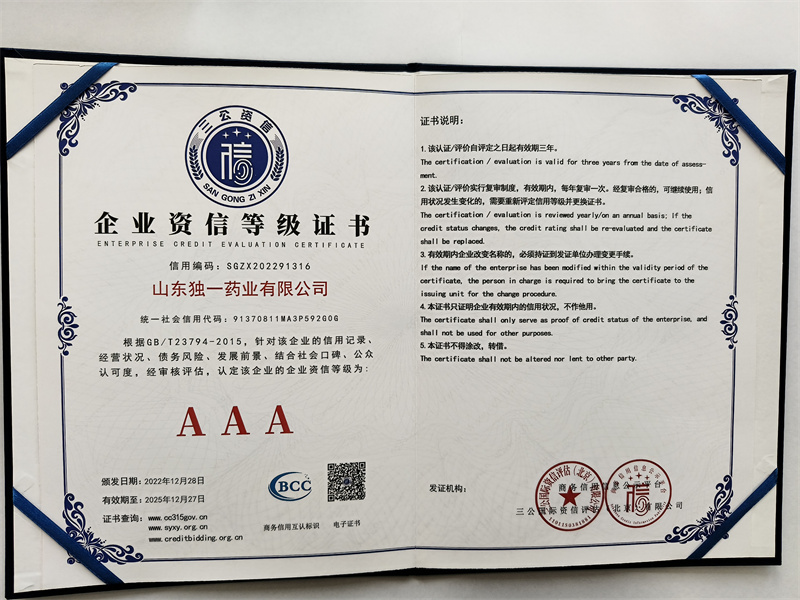 三公资信
信
SAN GONG ZI XIN
企业资信等级证书
ENTERPRISE CREDIT EVALUATION CERTIFICATE
信用编码：SGZX202291316
山东独一药业有限公司
统一社会信用代码：91370811MA3P592G0G
根据GB/T23794-2015，针对该企业的信用记录、
经营状况、债务风险、发展前景、结合社会口碑、公众
认可度，经审核评估，认定该企业的企业资信等级为：
AAA
颁发日期：2022年12月28日
有效期至：2025年12月27日
证书查询：www.cc315gov.cn
www.syxy.org.cn
www.creditbidding.org.cn
BCC
商务信用互认标识
电子证书
证书说明：
1. 该认证/评价自评定之日起有效期三年。
The certification / evaluation is valid for three years from the date of assess-
ment.
2. 该认证/评价实行复审制度，有效期内，每年复审一次。经复审合格的，可继续使用；信
用状况发生变化的，需要重新评定信用等级并更换证书。
The certification / evaluation is reviewed yearly/on an annual basis; If the
credit status changes, the credit rating shall be re-evaluated and the certificate
shall be replaced.
3. 有效期内企业改变名称的，必须持证到发证单位办理变更手续。
If the name of the enterprise has been modified within the validity period of the
certificate, the person in charge is required to bring the certificate to the
issuing unit for the change procedure.
4. 本证书只证明企业有效期内的信用状况，不作他用。
The certificate shall only serve as proof of credit status of the enterprise, and
shall not be used for other purposes.
5. 本证书不得涂改，转借。
The certificate shall not be altered nor lent to other party.
发证机构：
商务信用信息公示平台
三公国际资信评估（北京）有限公司